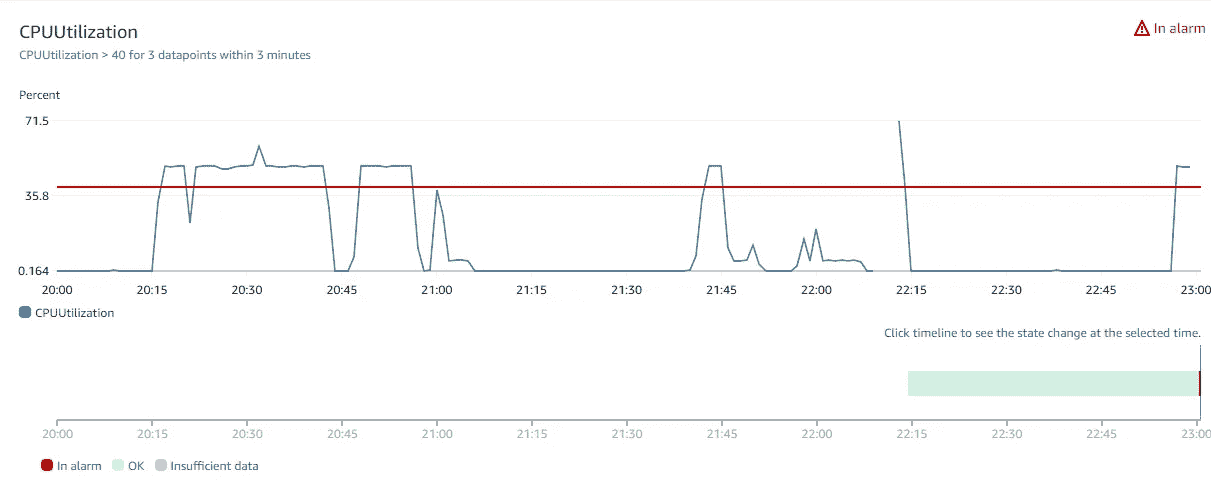 CPUUtilization
In alarm
CPUUtilization > 40 for 3 datapoints within 3 minutes
Percent
71.5
35.8
0.164
20:00 20:15 20:30 20:45 21:00 21:15 21:30 21:45 22:00 22:15 22:30 22:45 23:00
CPUUtilization
Click timeline to see the state change at the selected time.
20:00 20:15 20:30 20:45 21:00 21:15 21:30 21:45 22:00 22:15 22:30 22:45 23:00
In alarm OK Insufficient data